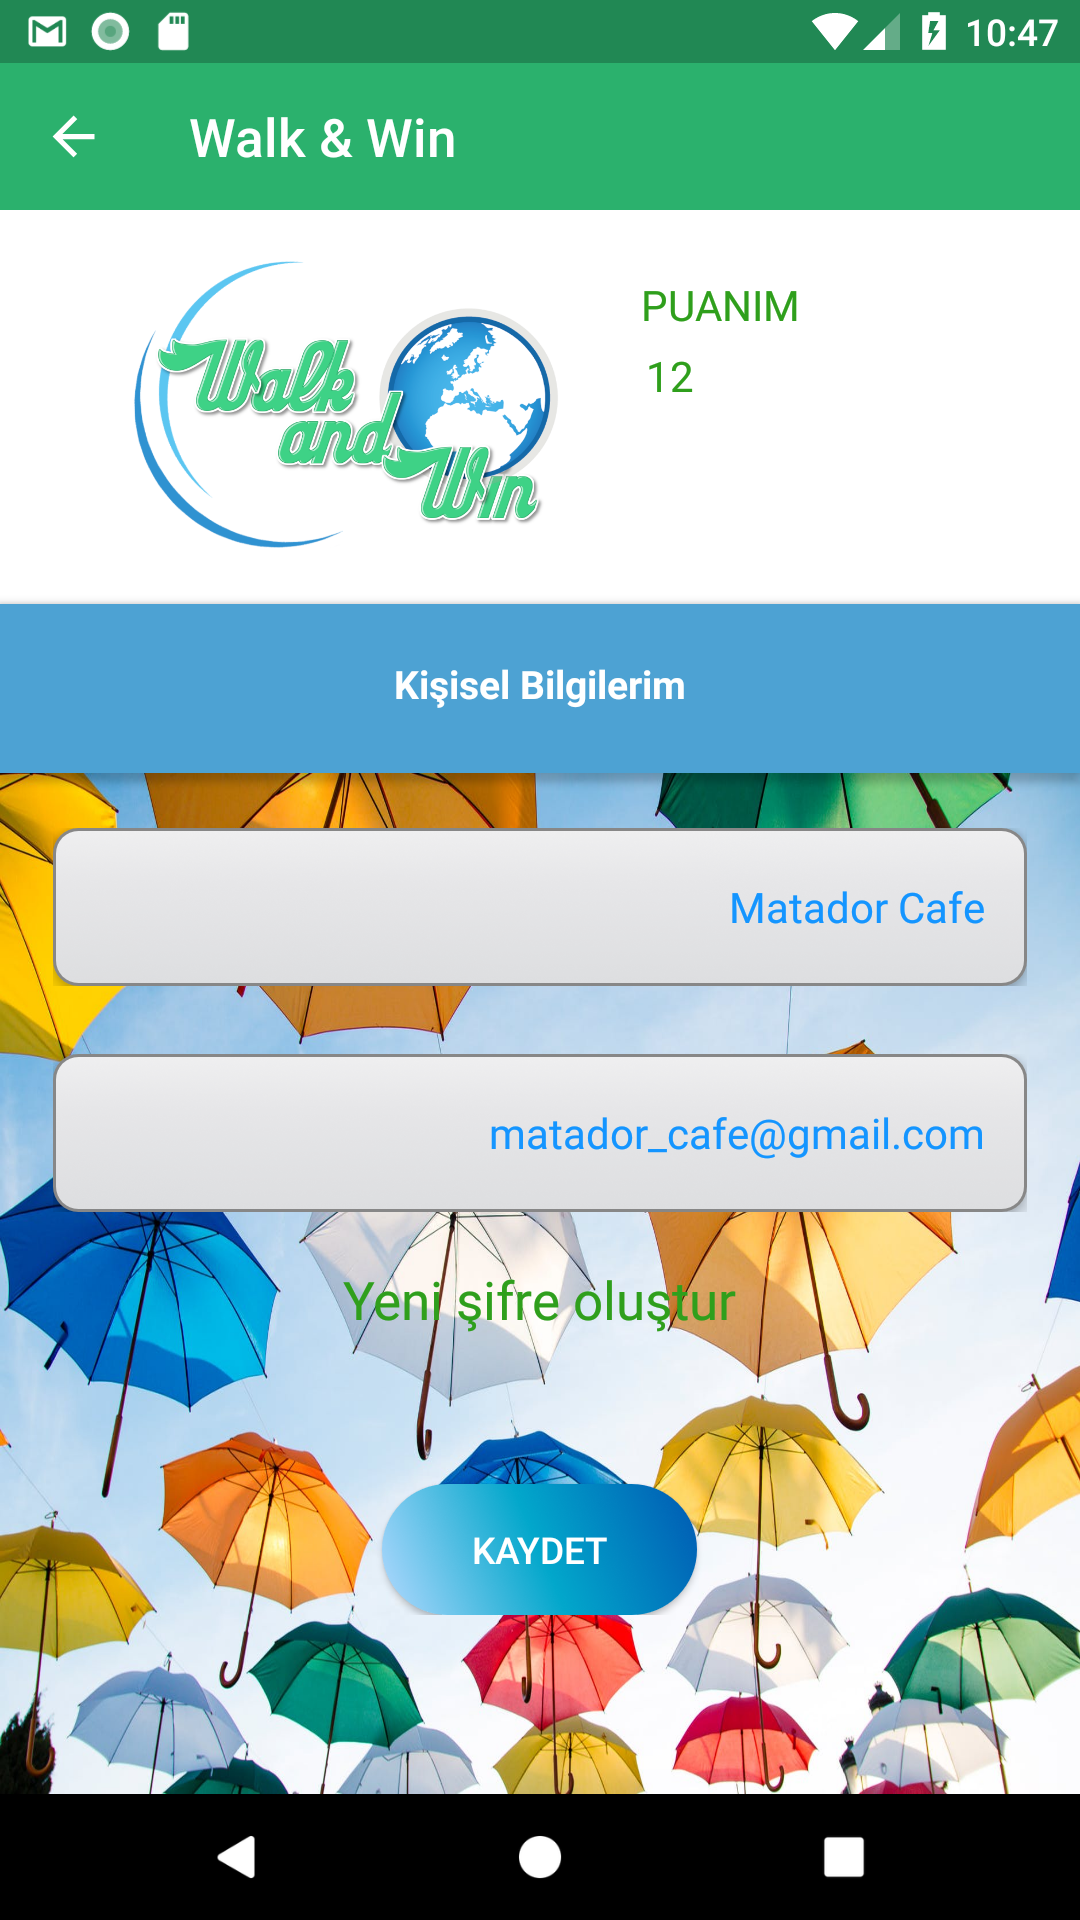 10:47
Walk & Win
Walk
and
Win
PUANIM
12
Kişisel Bilgilerim
Matador Cafe
matador_cafe@gmail.com
Yeni şifre oluştur
KAYDET